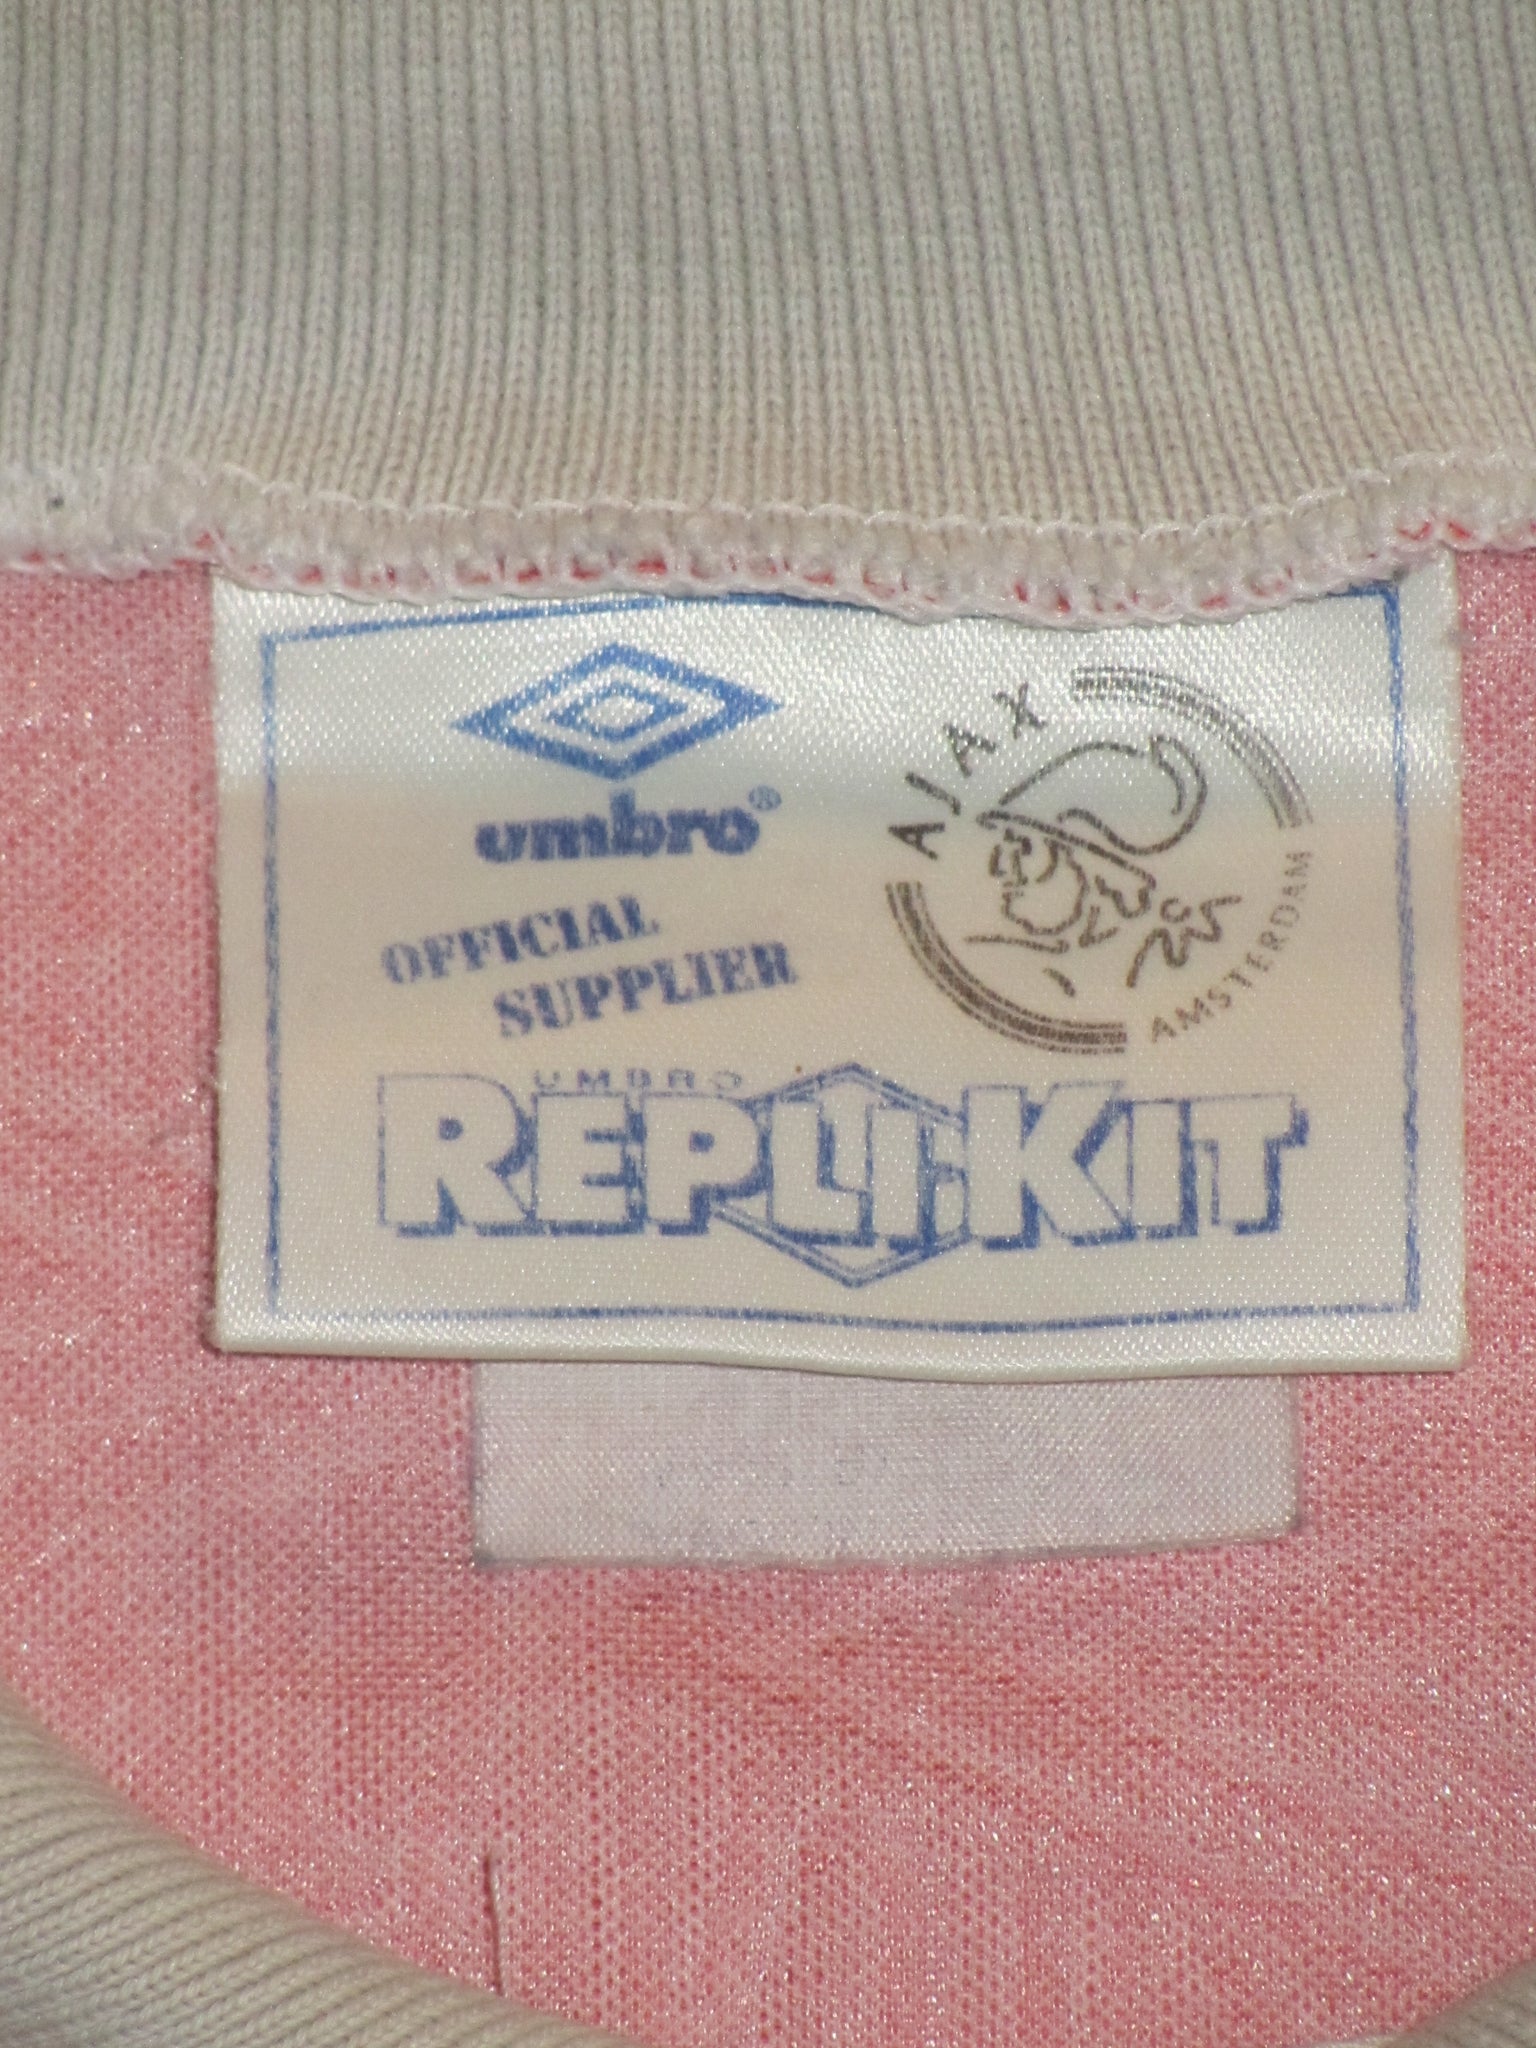 umbro®
OFFICIAL
SUPPLIER
AJAX
AMSTERDAM
UMBRO
REPLI-KIT